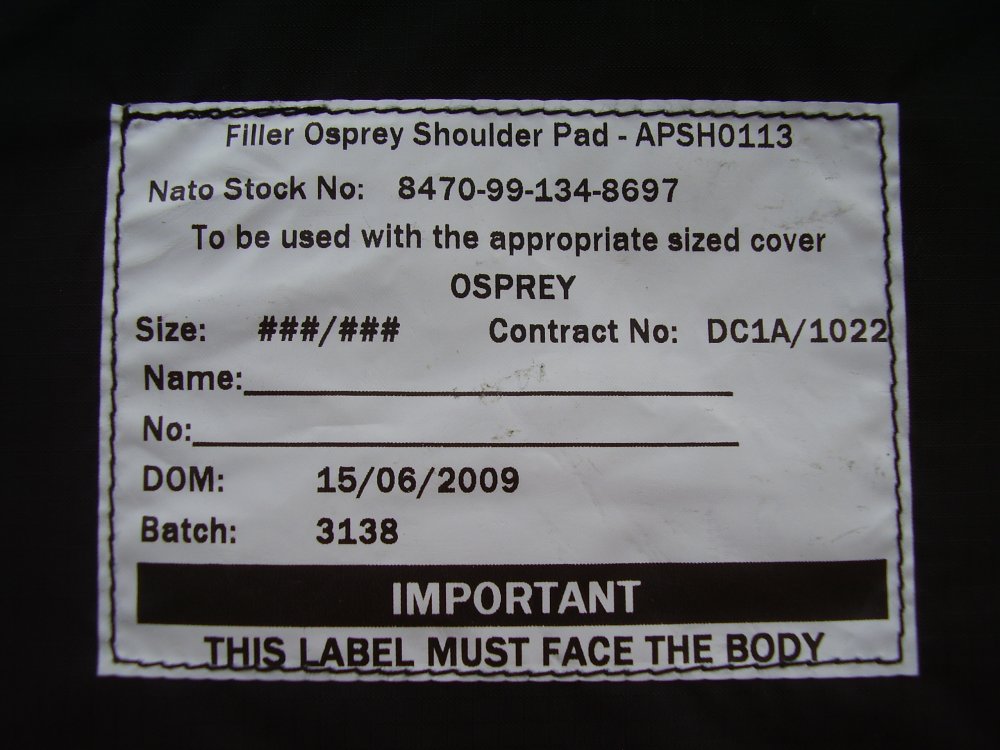 Filler Osprey Shoulder Pad - APSH0113
Nato Stock No: 8470-99-134-8697
To be used with the appropriate sized cover
OSPREY
Size: ###/### Contract No: DC1A/1022
Name:
No:
DOM: 15/06/2009
Batch: 3138
IMPORTANT
THIS LABEL MUST FACE THE BODY